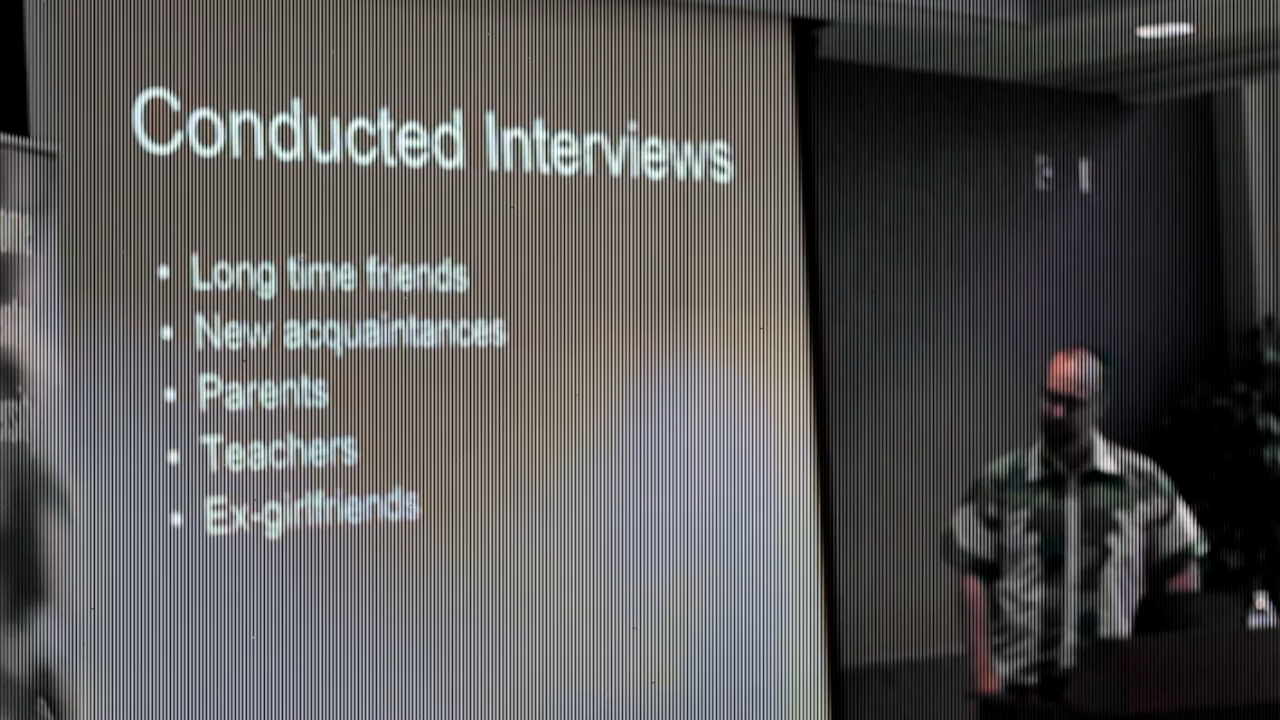 Conducted Interviews
• Long time friends
• New acquaintances
• Parents
• Teachers
• Ex-girlfriends